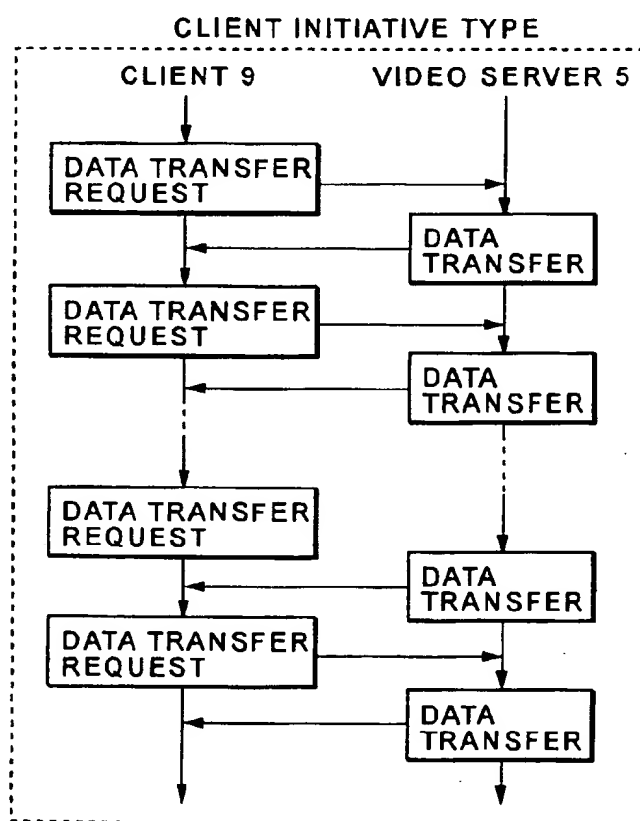 CLIENT INITIATIVE TYPE
CLIENT 9
VIDEO SERVER 5
DATA TRANSFER
REQUEST
DATA
TRANSFER
DATA TRANSFER
REQUEST
DATA
TRANSFER
DATA TRANSFER
REQUEST
DATA
TRANSFER
DATA TRANSFER
REQUEST
DATA
TRANSFER